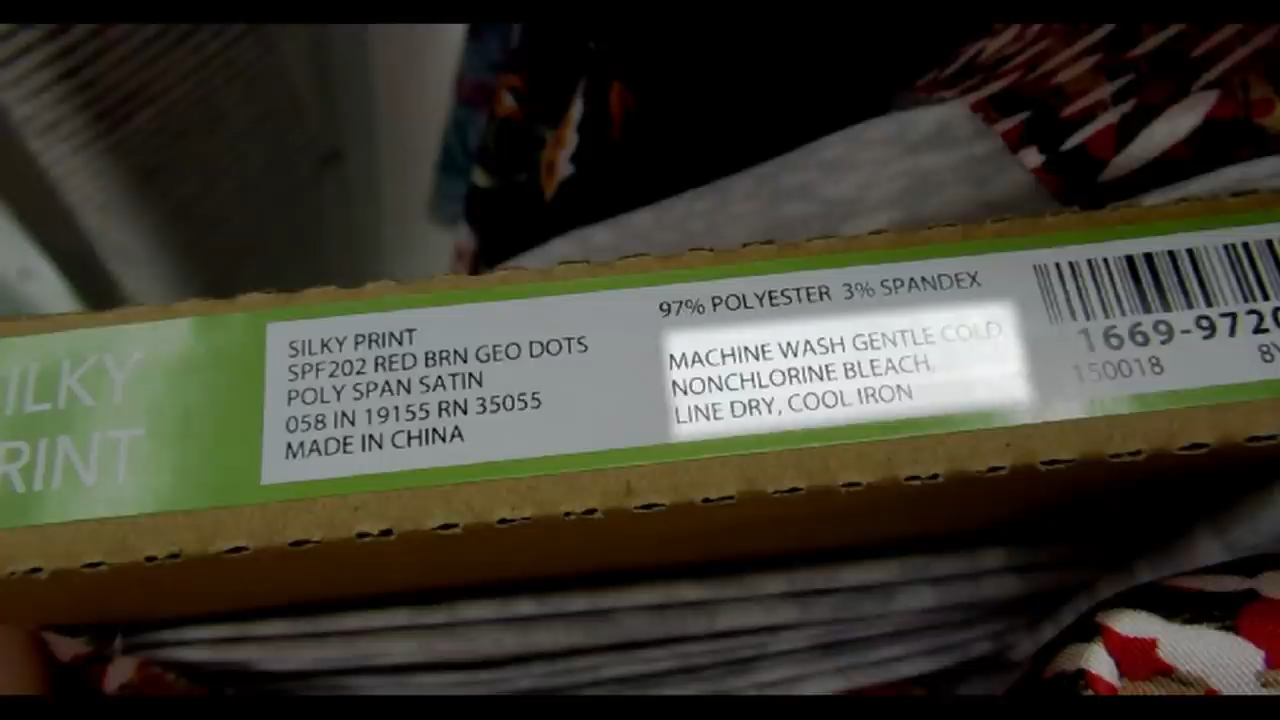 SILKY
PRINT
SILKY PRINT
SPF202 RED BRN GEO DOTS
POLY SPAN SATIN
058 IN 19155 RN 35055
MADE IN CHINA
97% POLYESTER 3% SPANDEX
MACHINE WASH GENTLE COLD
NONCHLORINE BLEACH,
LINE DRY, COOL IRON
1669-972
150018